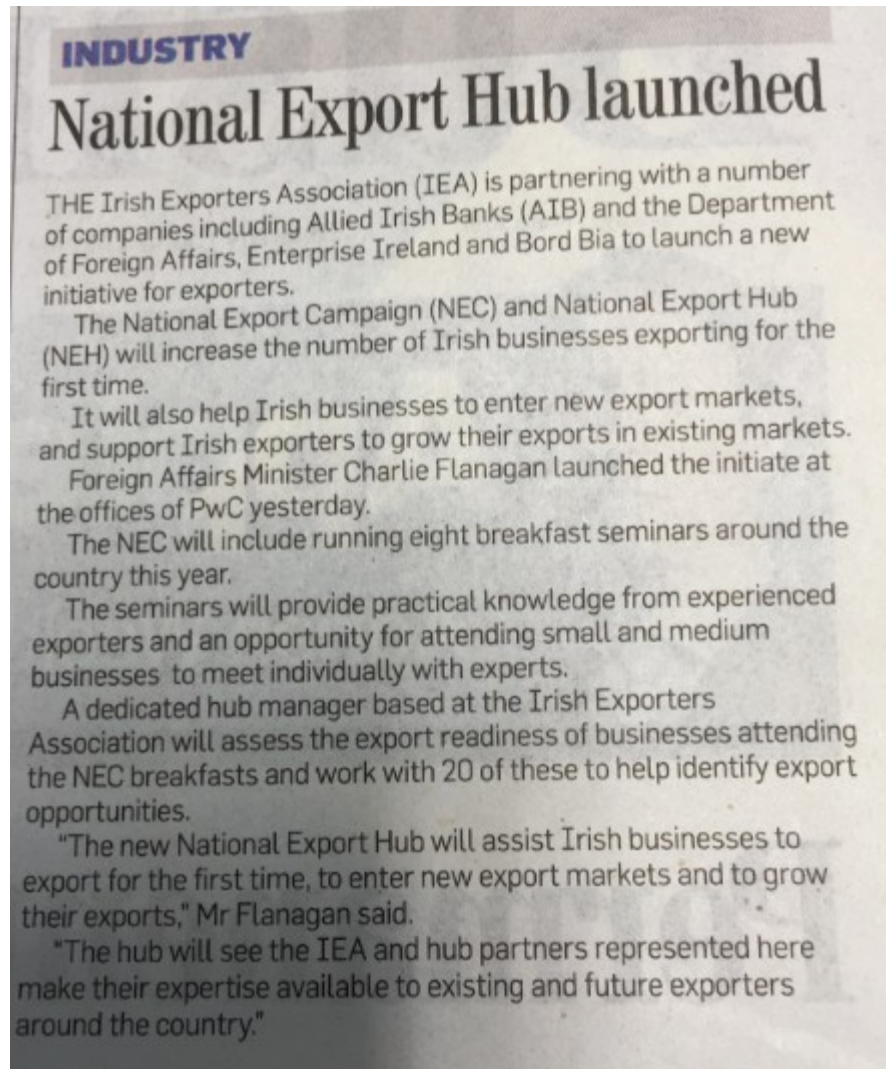 INDUSTRY
National Export Hub launched
THE Irish Exporters Association (IEA) is partnering with a number
of companies including Allied Irish Banks (AIB) and the Department
of Foreign Affairs, Enterprise Ireland and Bord Bia to launch a new
initiative for exporters.
The National Export Campaign (NEC) and National Export Hub
(NEH) will increase the number of Irish businesses exporting for the
first time.
It will also help Irish businesses to enter new export markets,
and support Irish exporters to grow their exports in existing markets.
Foreign Affairs Minister Charlie Flanagan launched the initiate at
the offices of PwC yesterday.
The NEC will include running eight breakfast seminars around the
country this year.
The seminars will provide practical knowledge from experienced
exporters and an opportunity for attending small and medium
businesses to meet individually with experts.
A dedicated hub manager based at the Irish Exporters
Association will assess the export readiness of businesses attending
the NEC breakfasts and work with 20 of these to help identify export
opportunities.
"The new National Export Hub will assist Irish businesses to
export for the first time, to enter new export markets and to grow
their exports," Mr Flanagan said.
"The hub will see the IEA and hub partners represented here
make their expertise available to existing and future exporters
around the country."